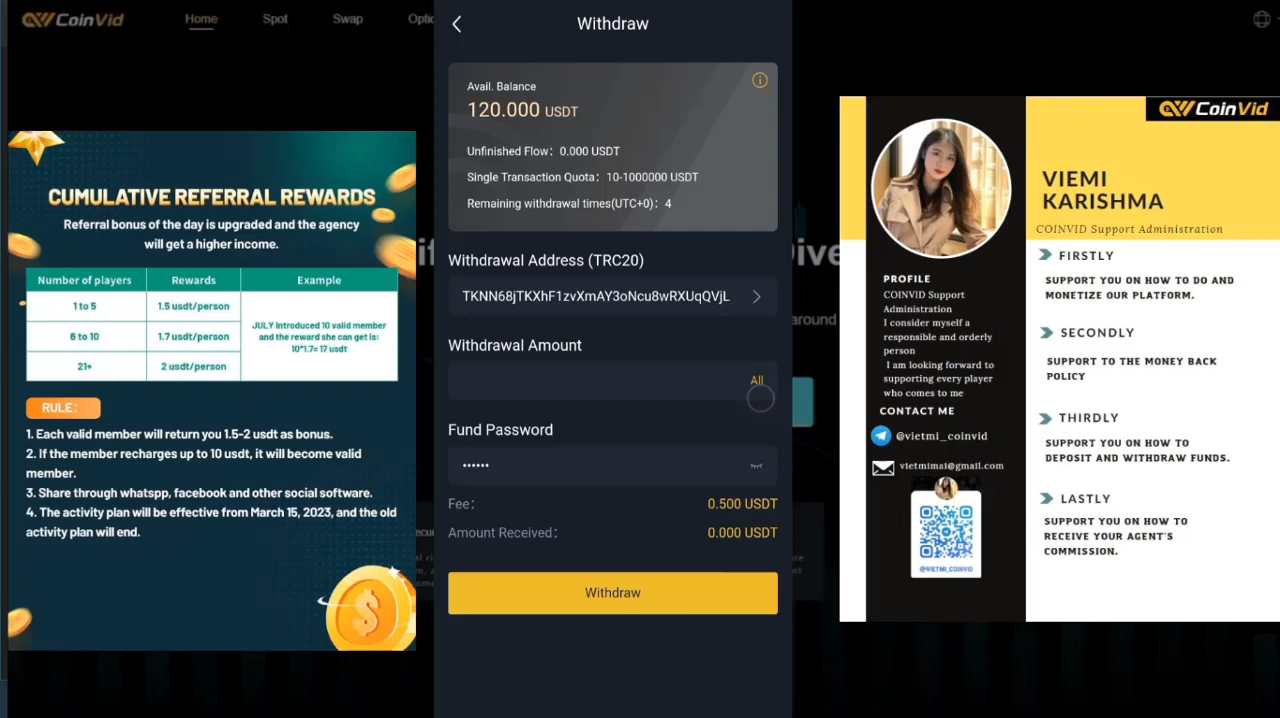 CoinVid
Home
Spot
Swap
Optic
CUMULATIVE REFERRAL REWARDS
Referral bonus of the day is upgraded and the agency
will get a higher income.
Number of players
Rewards
Example
1 to 5
1.5 usdt/person
6 to 10
1.7 usdt/person
21+
2 usdt/person
JULY introduced 10 valid member
and the reward she can get is:
10*1.7= 17 usdt
RULE:
1. Each valid member will return you 1.5-2 usdt as bonus.
2. If the member recharges up to 10 usdt, it will become valid
member.
3. Share through whatspp, facebook and other social software.
4. The activity plan will be effective from March 15, 2023, and the old
activity plan will end.
Withdraw
Avail. Balance
120.000 USDT
Unfinished Flow: 0.000 USDT
Single Transaction Quota: 10-1000000 USDT
Remaining withdrawal times(UTC+0): 4
Withdrawal Address (TRC20)
TKNN68jTKXhF1zvXmAY3oNcu8wRXUqQVjL
Withdrawal Amount
All
Fund Password
••••••
Fee:
0.500 USDT
Amount Received:
0.000 USDT
Withdraw
around
CoinVid
VIEMI
KARISHMA
COINVID Support Administration
PROFILE
COINVID Support
Administration
I consider myself a
responsible and orderly
person
I am looking forward to
supporting every player
who comes to me
CONTACT ME
@vietmi_coinvid
vietmimai@gmail.com
@VIETMI_COINVID
FIRSTLY
SUPPORT YOU ON HOW TO DO AND
MONETIZE OUR PLATFORM.
SECONDLY
SUPPORT TO THE MONEY BACK
POLICY
THIRDLY
SUPPORT YOU ON HOW TO
DEPOSIT AND WITHDRAW FUNDS.
LASTLY
SUPPORT YOU ON HOW TO
RECEIVE YOUR AGENT'S
COMMISSION.